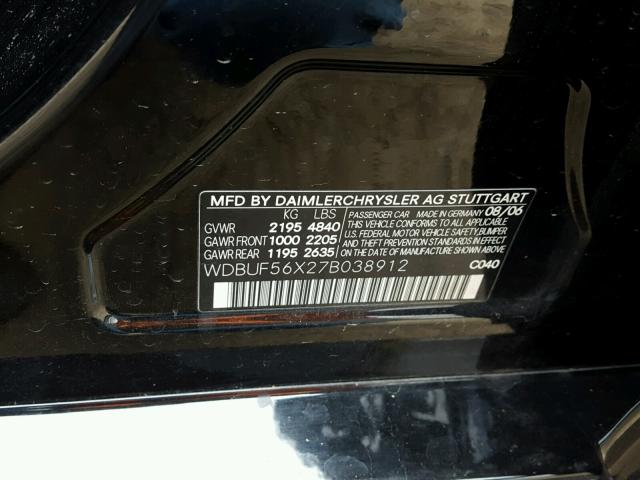 MFD BY DAIMLERCHRYSLER AG STUTTGART
KG LBS
GVWR 2195 4840
GAWR FRONT 1000 2205
GAWR REAR 1195 2635
PASSENGER CAR MADE IN GERMANY 08/06
THIS VEHICLE CONFORMS TO ALL APPLICABLE
U.S. FEDERAL MOTOR VEHICLE SAFETY, BUMPER
AND THEFT PREVENTION STANDARDS IN EFFECT
ON THE DATE OF MANUFACTURE SHOWN ABOVE
WDBUF56X27B038912
C040